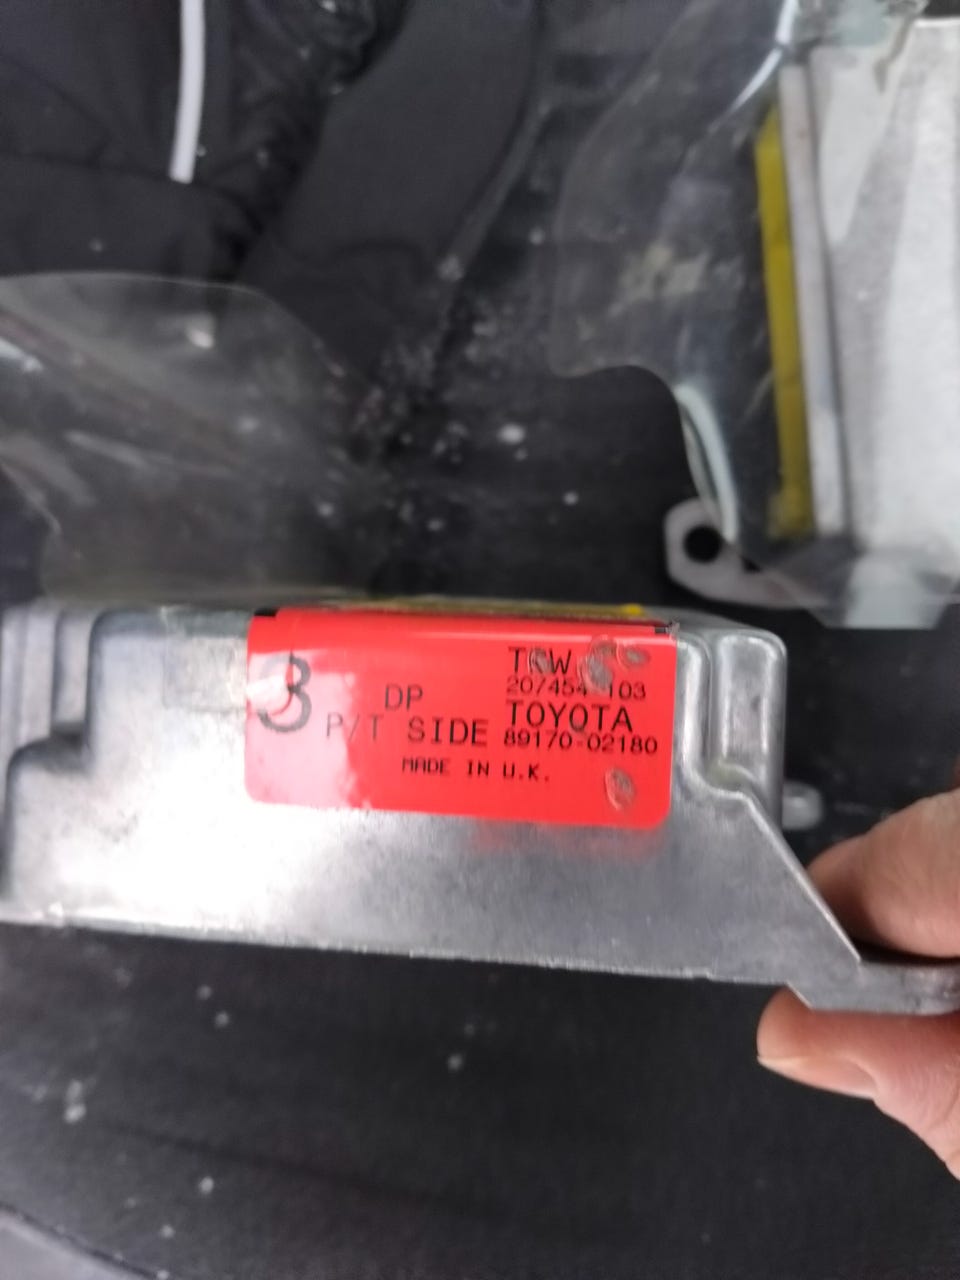 3
DP
P/T SIDE
TRW
207454-103
TOYOTA
89170-02180
MADE IN U.K.